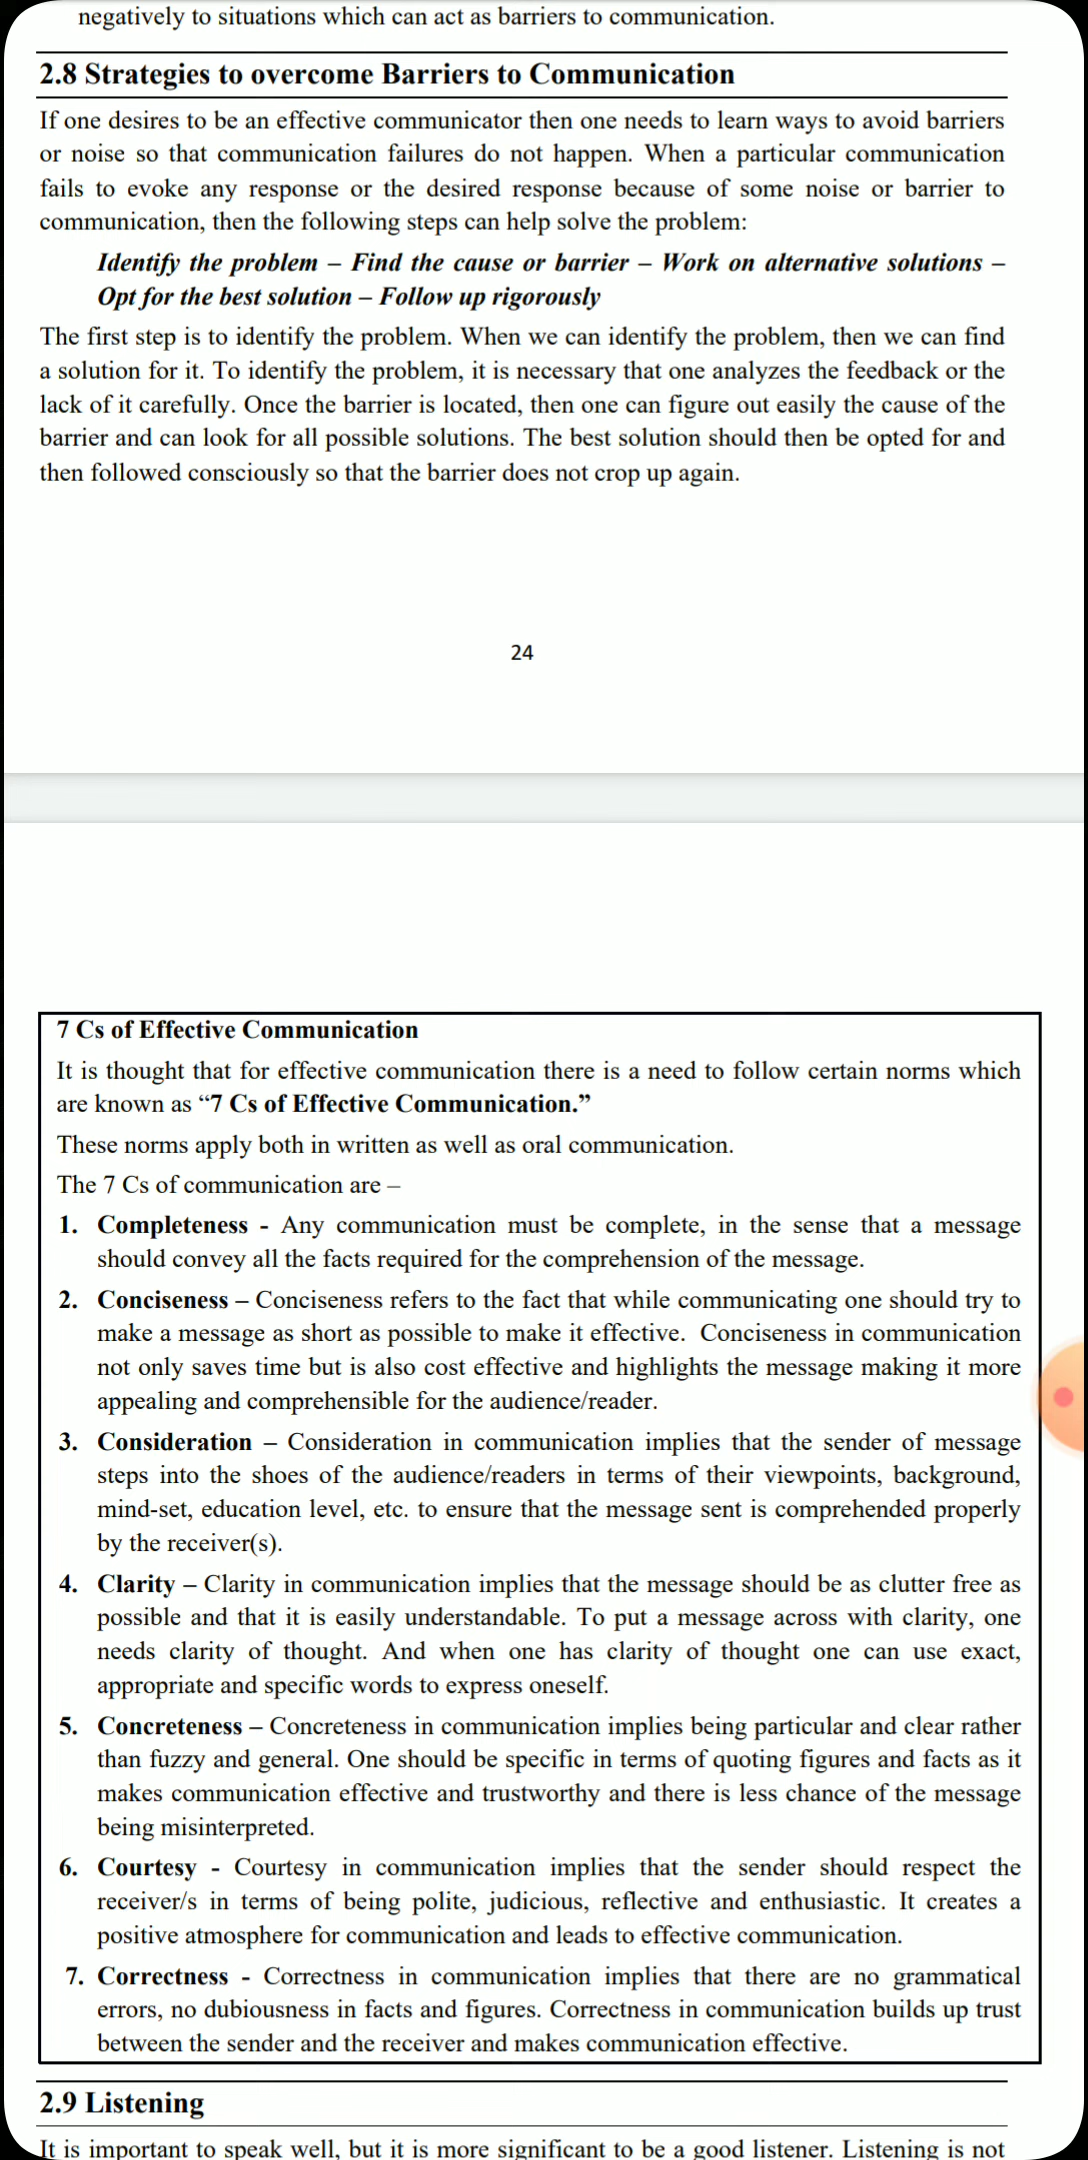 negatively to situations which can act as barriers to communication.
2.8 Strategies to overcome Barriers to Communication
If one desires to be an effective communicator then one needs to learn ways to avoid barriers
or noise so that communication failures do not happen. When a particular communication
fails to evoke any response or the desired response because of some noise or barrier to
communication, then the following steps can help solve the problem:
Identify the problem – Find the cause or barrier – Work on alternative solutions –
Opt for the best solution – Follow up rigorously
The first step is to identify the problem. When we can identify the problem, then we can find
a solution for it. To identify the problem, it is necessary that one analyzes the feedback or the
lack of it carefully. Once the barrier is located, then one can figure out easily the cause of the
barrier and can look for all possible solutions. The best solution should then be opted for and
then followed consciously so that the barrier does not crop up again.
24
7 Cs of Effective Communication
It is thought that for effective communication there is a need to follow certain norms which
are known as “7 Cs of Effective Communication.”
These norms apply both in written as well as oral communication.
The 7 Cs of communication are –
1. Completeness - Any communication must be complete, in the sense that a message
should convey all the facts required for the comprehension of the message.
2. Conciseness – Conciseness refers to the fact that while communicating one should try to
make a message as short as possible to make it effective. Conciseness in communication
not only saves time but is also cost effective and highlights the message making it more
appealing and comprehensible for the audience/reader.
3. Consideration – Consideration in communication implies that the sender of message
steps into the shoes of the audience/readers in terms of their viewpoints, background,
mind-set, education level, etc. to ensure that the message sent is comprehended properly
by the receiver(s).
4. Clarity – Clarity in communication implies that the message should be as clutter free as
possible and that it is easily understandable. To put a message across with clarity, one
needs clarity of thought. And when one has clarity of thought one can use exact,
appropriate and specific words to express oneself.
5. Concreteness – Concreteness in communication implies being particular and clear rather
than fuzzy and general. One should be specific in terms of quoting figures and facts as it
makes communication effective and trustworthy and there is less chance of the message
being misinterpreted.
6. Courtesy - Courtesy in communication implies that the sender should respect the
receiver/s in terms of being polite, judicious, reflective and enthusiastic. It creates a
positive atmosphere for communication and leads to effective communication.
7. Correctness - Correctness in communication implies that there are no grammatical
errors, no dubiousness in facts and figures. Correctness in communication builds up trust
between the sender and the receiver and makes communication effective.
2.9 Listening
It is important to speak well, but it is more significant to be a good listener. Listening is not